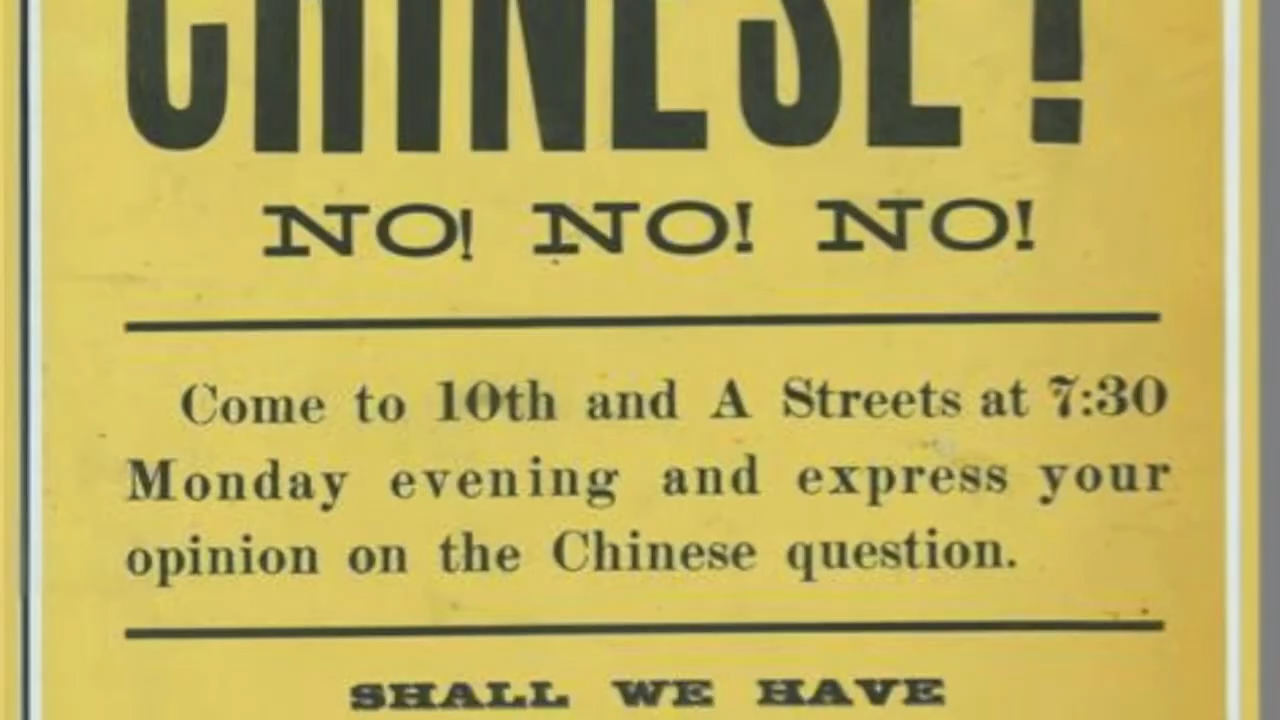 CHINESE!
NO! NO! NO!
Come to 10th and A Streets at 7:30
Monday evening and express your
opinion on the Chinese question.
SHALL WE HAVE